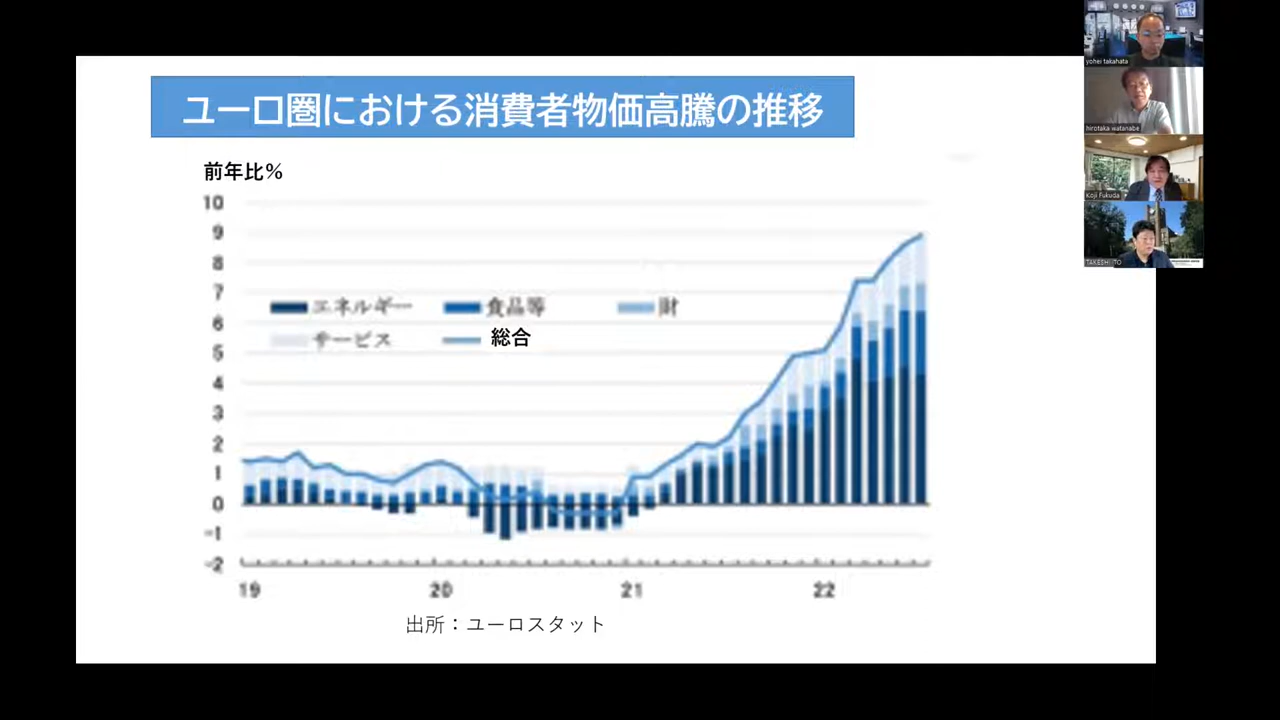 ユーロ圏における消費者物価高騰の推移
前年比%
10
9
8
7
6
5
4
3
2
1
0
-1
-2
エネルギー 食品等 財
サービス 総合
19 20 21 22
出所：ユーロスタット
yohei takahata
hirotaka watanabe
Koji Fukuda
TAKESHI ITO